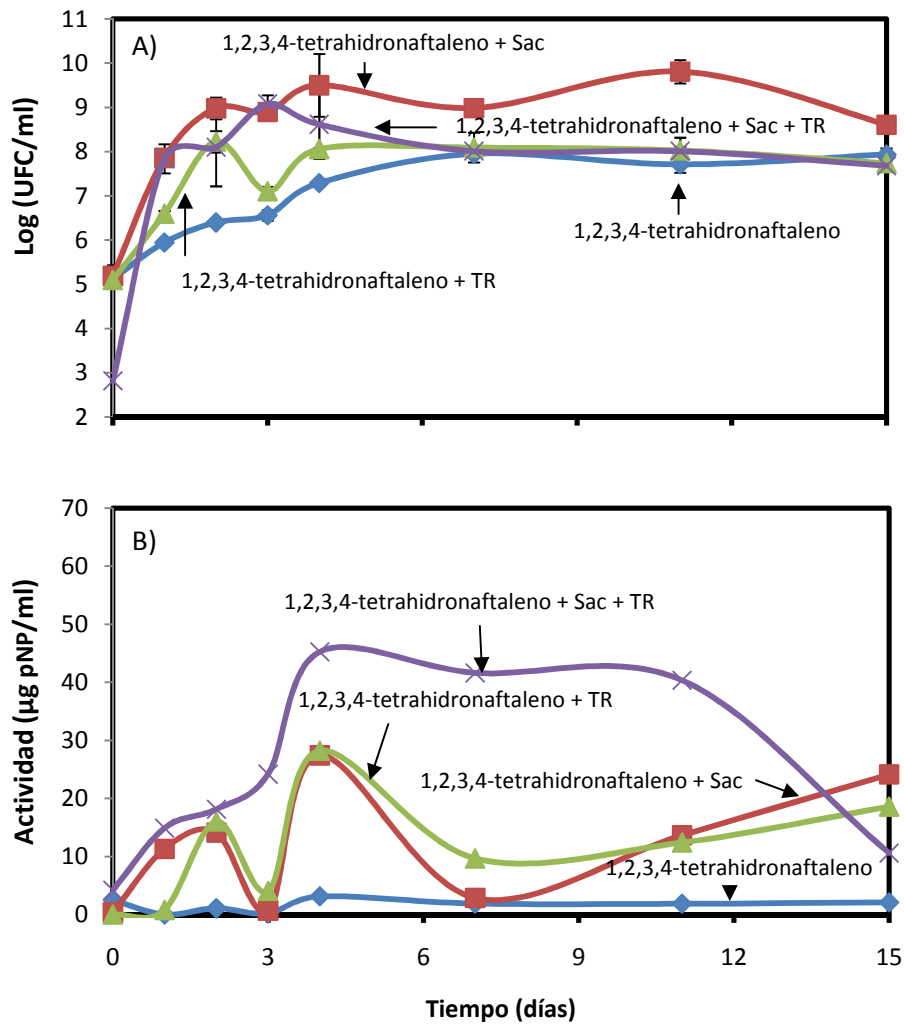 A)
1,2,3,4-tetrahidronaftaleno + Sac
1,2,3,4-tetrahidronaftaleno + Sac + TR
1,2,3,4-tetrahidronaftaleno
1,2,3,4-tetrahidronaftaleno + TR
Log (UFC/ml)
11
10
9
8
7
6
5
4
3
2
B)
1,2,3,4-tetrahidronaftaleno + Sac + TR
1,2,3,4-tetrahidronaftaleno + TR
1,2,3,4-tetrahidronaftaleno + Sac
1,2,3,4-tetrahidronaftaleno
Actividad (µg pNP/ml)
70
60
50
40
30
20
10
0
0 3 6 9 12 15
Tiempo (días)